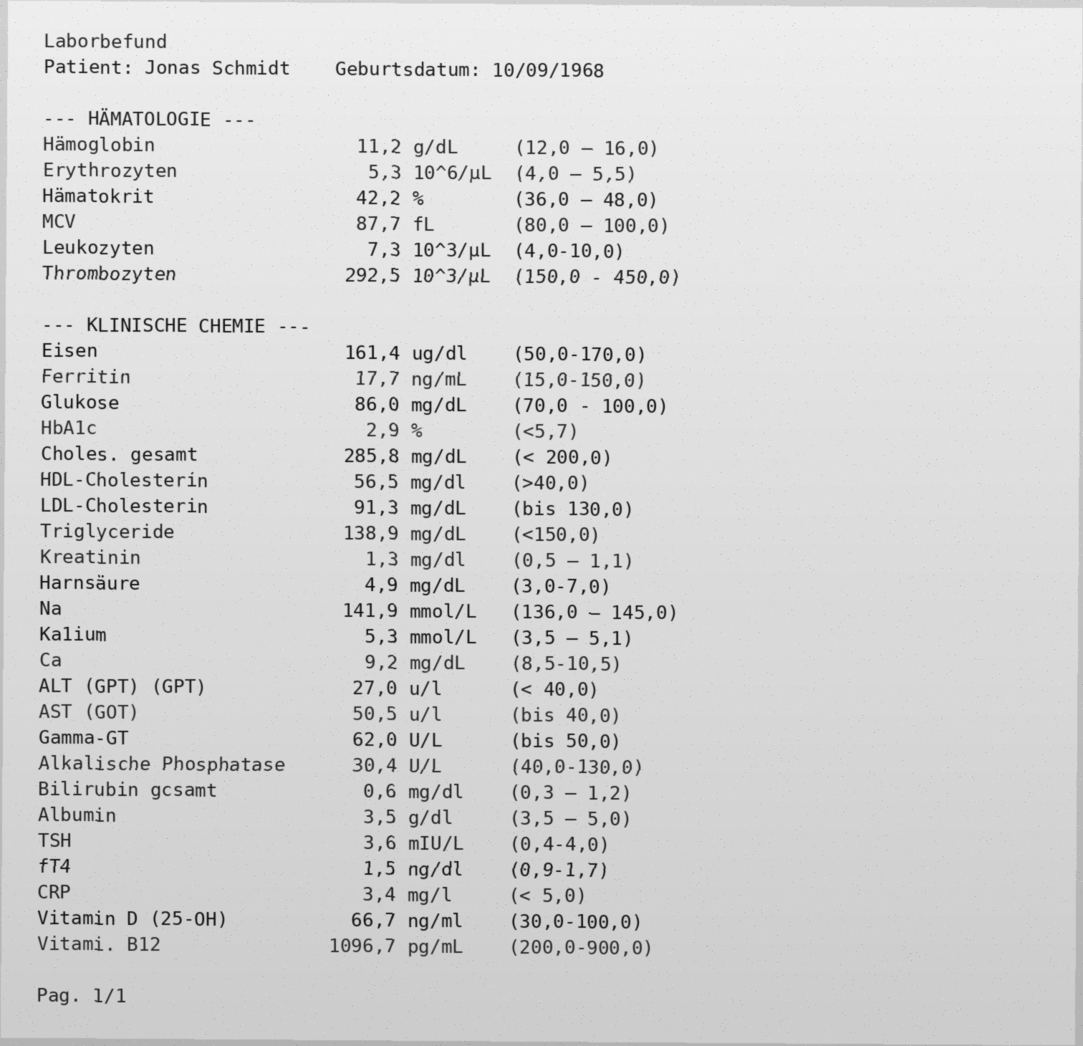 Laborbefund
Patient: Jonas Schmidt    Geburtsdatum: 10/09/1968
--- HÄMATOLOGIE ---
Hämoglobin 11,2 g/dL (12,0 – 16,0)
Erythrozyten 5,3 10^6/µL (4,0 – 5,5)
Hämatokrit 42,2 % (36,0 – 48,0)
MCV 87,7 fL (80,0 – 100,0)
Leukozyten 7,3 10^3/µL (4,0-10,0)
Thrombozyten 292,5 10^3/µL (150,0 - 450,0)
--- KLINISCHE CHEMIE ---
Eisen 161,4 ug/dl (50,0-170,0)
Ferritin 17,7 ng/mL (15,0-150,0)
Glukose 86,0 mg/dL (70,0 - 100,0)
HbA1c 2,9 % (<5,7)
Choles. gesamt 285,8 mg/dL (< 200,0)
HDL-Cholesterin 56,5 mg/dl (>40,0)
LDL-Cholesterin 91,3 mg/dL (bis 130,0)
Triglyceride 138,9 mg/dL (<150,0)
Kreatinin 1,3 mg/dl (0,5 – 1,1)
Harnsäure 4,9 mg/dL (3,0-7,0)
Na 141,9 mmol/L (136,0 – 145,0)
Ka1ium 5,3 mmol/L (3,5 – 5,1)
Ca 9,2 mg/dL (8,5-10,5)
ALT (GPT) (GPT) 27,0 u/l (< 40,0)
AST (GOT) 50,5 u/l (bis 40,0)
Gamma-GT 62,0 U/L (bis 50,0)
Alkalische Phosphatase 30,4 U/L (40,0-130,0)
Bilirubin gcsamt 0,6 mg/dl (0,3 – 1,2)
Albumin 3,5 g/dl (3,5 – 5,0)
TSH 3,6 mIU/L (0,4-4,0)
fT4 1,5 ng/dl (0,9-1,7)
CRP 3,4 mg/l (< 5,0)
Vitamin D (25-OH) 66,7 ng/ml (30,0-100,0)
Vitami. B12 1096,7 pg/mL (200,0-900,0)
Pag. 1/1